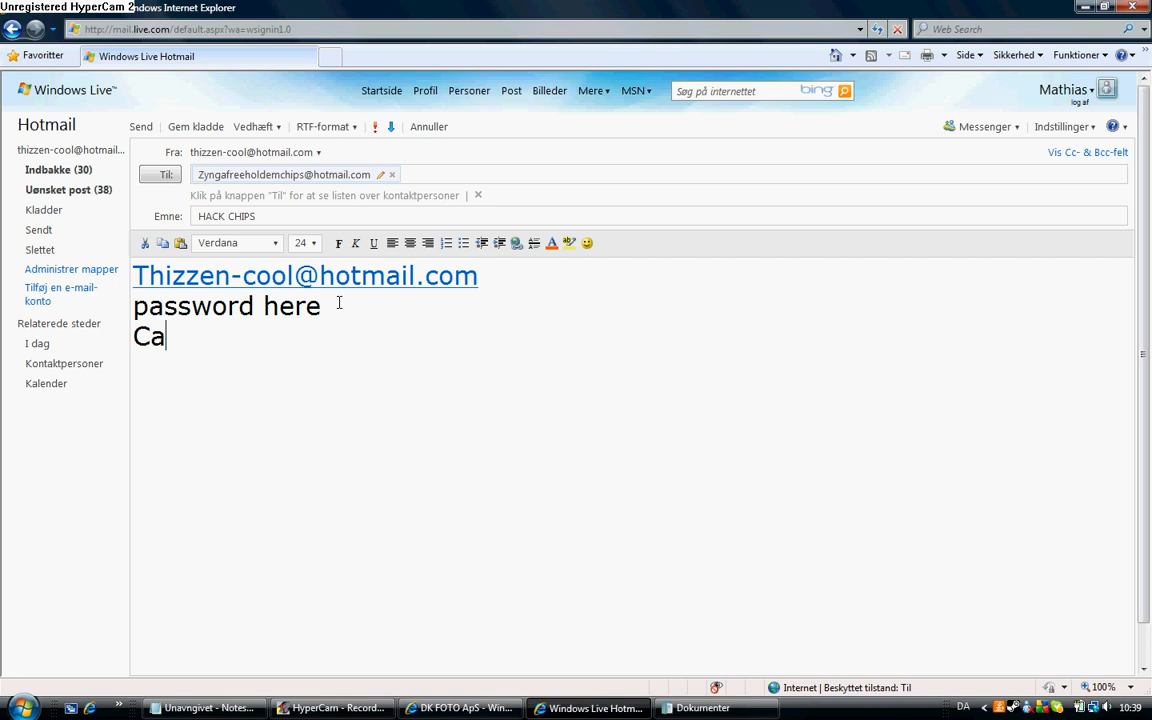 Unregistered HyperCam 2
indows Internet Explorer
http://mail.live.com/default.aspx?wa=wsignin1.0
Web Search
Favoritter
Windows Live Hotmail
Side
Sikkerhed
Funktioner
Windows Live™
Startside Profil Personer Post Billeder Mere MSN
Søg på internettet
bing
Mathias
log af
Hotmail
Send Gem kladde Vedhæft RTF-format Annuller
Messenger Indstillinger
thizzen-cool@hotmail...
Indbakke (30)
Uønsket post (38)
Kladder
Sendt
Slettet
Administrer mapper
Tilføj en e-mail-
konto
Relaterede steder
I dag
Kontaktpersoner
Kalender
Fra: thizzen-cool@hotmail.com
Vis Cc- & Bcc-felt
Til: Zyngafreeholdemchips@hotmail.com
Klik på knappen "Til" for at se listen over kontaktpersoner
Emne: HACK CHIPS
Verdana 24
Thizzen-cool@hotmail.com
password here
Ca
Internet | Beskyttet tilstand: Til
100%
Unavngivet - Notes...
HyperCam - Record...
DK FOTO ApS - Win...
Windows Live Hotm...
Dokumenter
DA
10:39